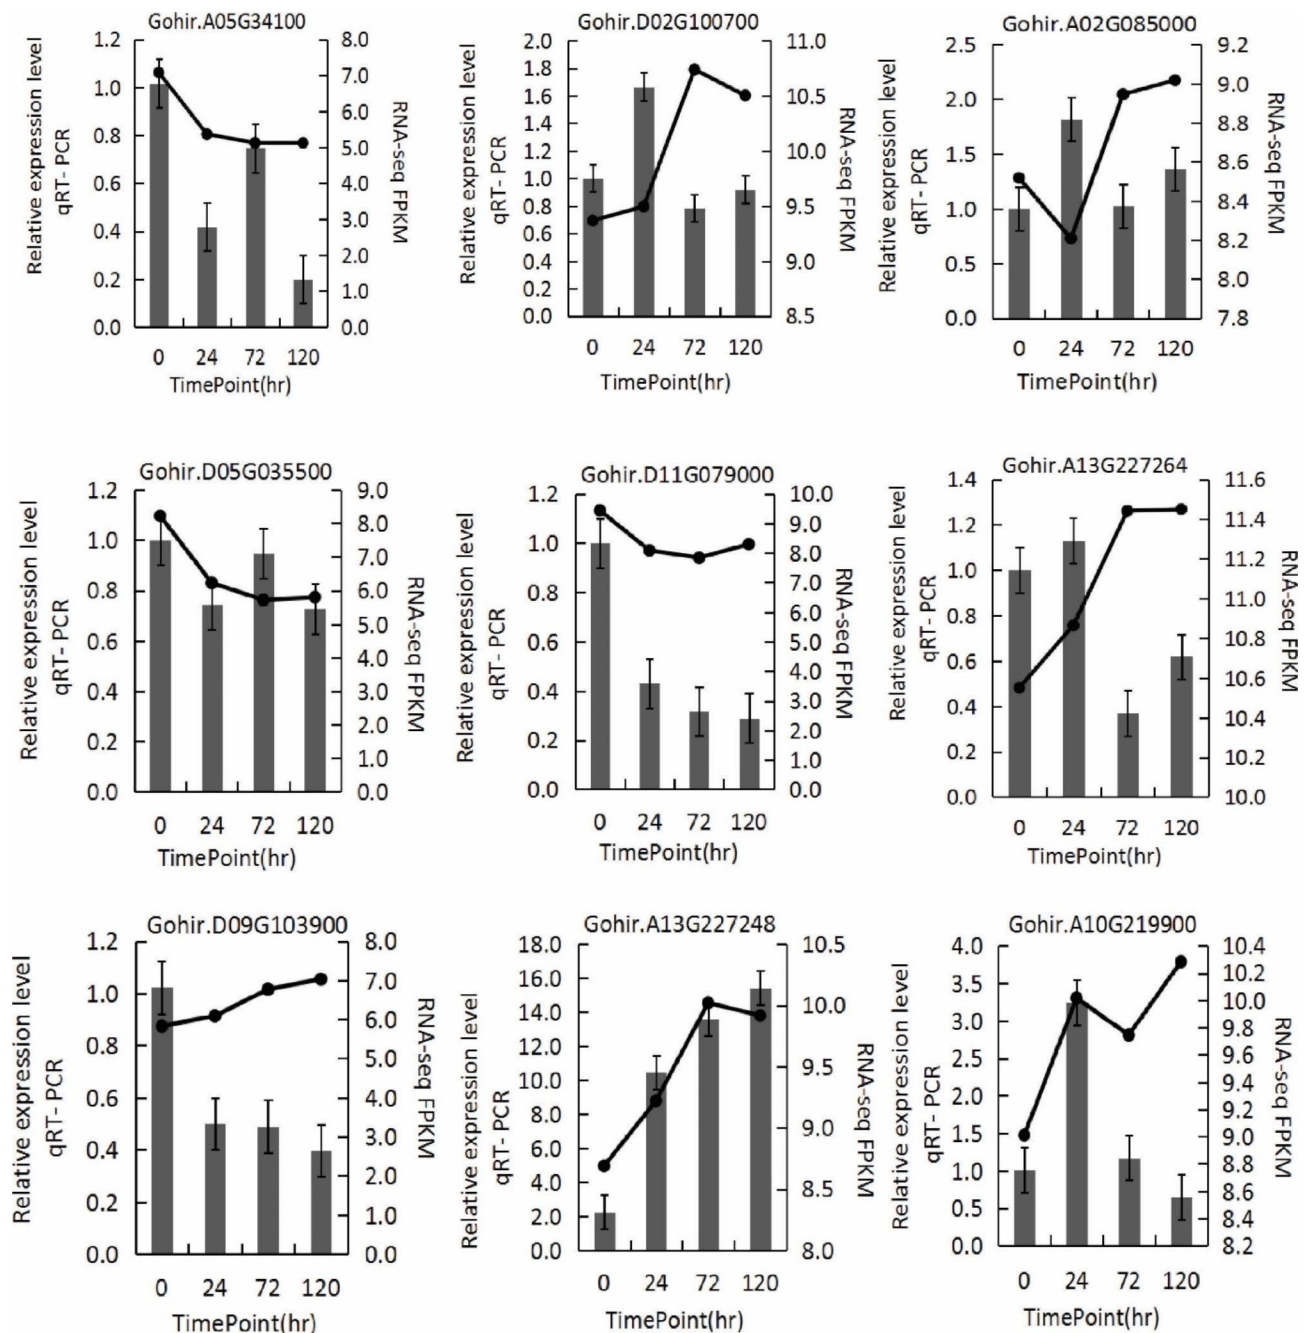 Gohir.A05G34100
Relative expression level
qRT- PCR
1.2
1.0
0.8
0.6
0.4
0.2
0.0
8.0
7.0
6.0
5.0
4.0
3.0
2.0
1.0
0.0
RNA-seq FPKM
0 24 72 120
TimePoint(hr)
Gohir.D02G100700
Relative expression level
qRT- PCR
2.0
1.8
1.6
1.4
1.2
1.0
0.8
0.6
0.4
0.2
0.0
11.0
10.5
10.0
9.5
9.0
8.5
RNA-seq FPKM
0 24 72 120
TimePoint(hr)
Gohir.A02G085000
Relative expression level
qRT- PCR
2.5
2.0
1.5
1.0
0.5
0.0
9.2
9.0
8.8
8.6
8.4
8.2
8.0
7.8
RNA-seq FPKM
0 24 72 120
TimePoint(hr)
Gohir.D05G035500
Relative expression level
qRT- PCR
1.2
1.0
0.8
0.6
0.4
0.2
0.0
9.0
8.0
7.0
6.0
5.0
4.0
3.0
2.0
1.0
0.0
RNA-seq FPKM
0 24 72 120
TimePoint(hr)
Gohir.D11G079000
Relative expression level
qRT- PCR
1.2
1.0
0.8
0.6
0.4
0.2
0.0
10.0
9.0
8.0
7.0
6.0
5.0
4.0
3.0
2.0
1.0
0.0
RNA-seq FPKM
0 24 72 120
TimePoint(hr)
Gohir.A13G227264
Relative expression level
qRT- PCR
1.4
1.2
1.0
0.8
0.6
0.4
0.2
0.0
11.6
11.4
11.2
11.0
10.8
10.6
10.4
10.2
10.0
RNA-seq FPKM
0 24 72 120
TimePoint(hr)
Gohir.D09G103900
Relative expression level
qRT- PCR
1.2
1.0
0.8
0.6
0.4
0.2
0.0
8.0
7.0
6.0
5.0
4.0
3.0
2.0
1.0
0.0
RNA-seq FPKM
0 24 72 120
TimePoint(hr)
Gohir.A13G227248
Relative expression level
qRT- PCR
18.0
16.0
14.0
12.0
10.0
8.0
6.0
4.0
2.0
0.0
10.5
10.0
9.5
9.0
8.5
8.0
RNA-seq FPKM
0 24 72 120
TimePoint(hr)
Gohir.A10G219900
Relative expression level
qRT- PCR
4.0
3.5
3.0
2.5
2.0
1.5
1.0
0.5
0.0
10.4
10.2
10.0
9.8
9.6
9.4
9.2
9.0
8.8
8.6
8.4
8.2
RNA-seq FPKM
0 24 72 120
TimePoint(hr)